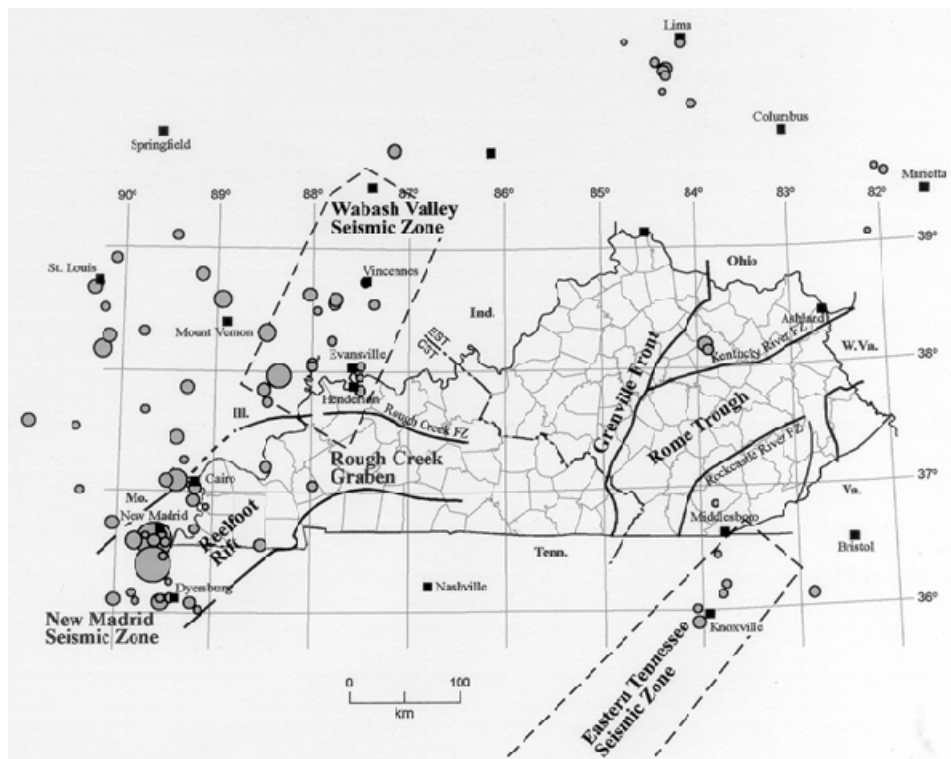 Lima
Columbus
Springfield
Marietta
90°
89°
88°
87°
86°
85°
84°
83°
82°
Wabash Valley
Seismic Zone
39°
St. Louis
Vincennes
Ohio
Ind.
Mount Vernon
Ashland
EST
CST
Kentucky River FZ
W.Va.
38°
Evansville
Grenville Front
Henderson
Ill.
Rough Creek FZ
Rome Trough
Rockcastle River FZ
Rough Creek
Graben
Cairo
37°
Mo.
Va.
New Madrid
Reelfoot
Rift
Middlesboro
Tenn.
Bristol
Dyersburg
Nashville
36°
New Madrid
Seismic Zone
Knoxville
Eastern Tennessee
Seismic Zone
0
100
km